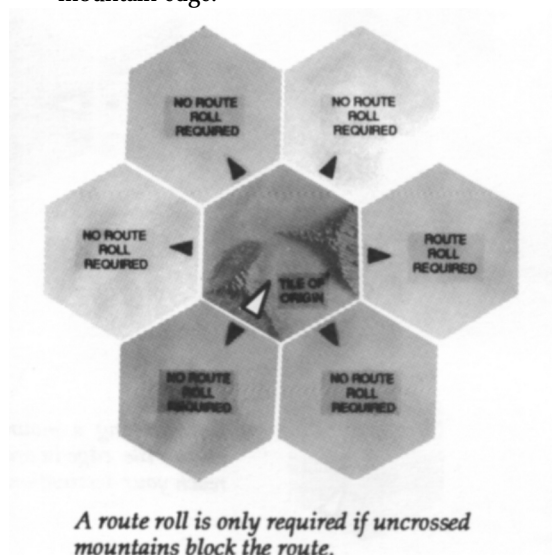 mountain edge.
NO ROUTE
ROLL
REQUIRED
NO ROUTE
ROLL
REQUIRED
NO ROUTE
ROLL
REQUIRED
TILE OF
ORIGIN
ROUTE
ROLL
REQUIRED
NO ROUTE
ROLL
REQUIRED
NO ROUTE
ROLL
REQUIRED
A route roll is only required if uncrossed
mountains block the route.